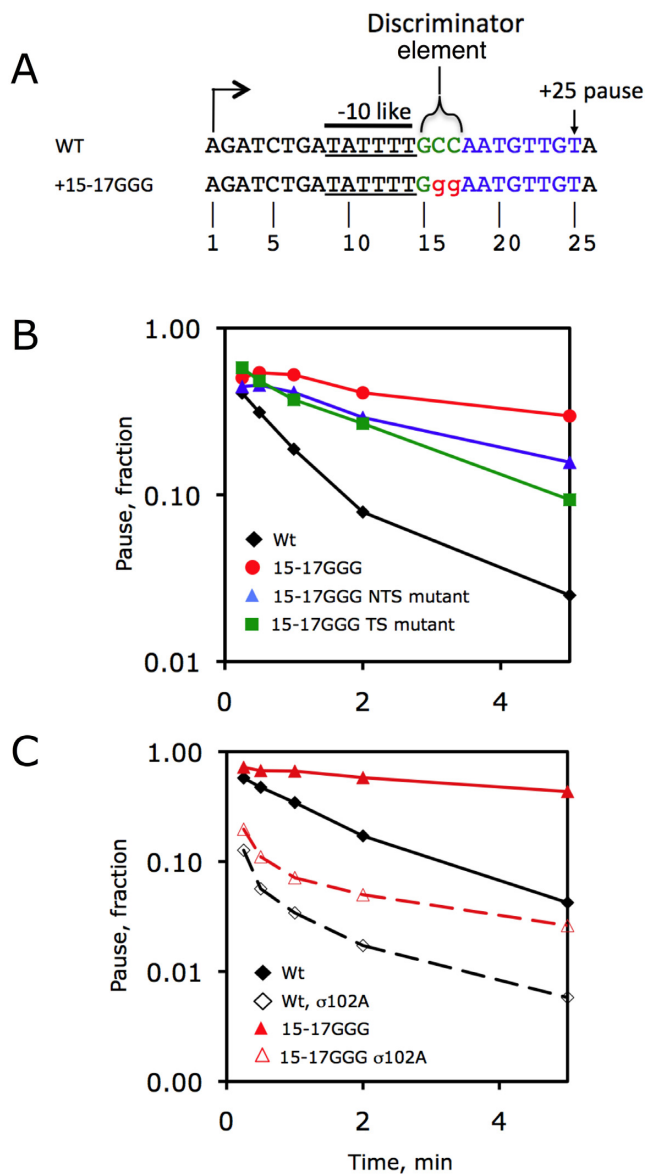 A
Discriminator
element
-10 like
+25 pause
WT
AGATCTGATATTTTGCCAATGTTGTA
+15-17GGG
AGATCTGATATTTTGggAATGTTGTA
1 5 10 15 20 25
B
Pause, fraction
1.00
0.10
0.01
Wt
15-17GGG
15-17GGG NTS mutant
15-17GGG TS mutant
0 2 4
C
Pause, fraction
1.00
0.10
0.01
0.00
Wt
Wt, σ102A
15-17GGG
15-17GGG σ102A
0 2 4
Time, min